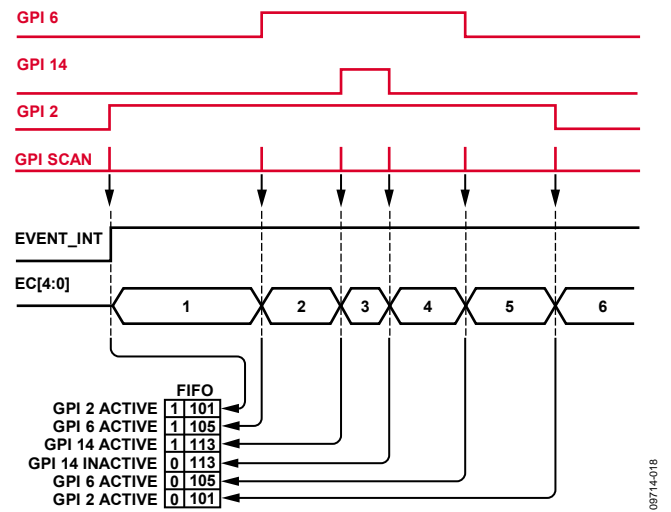 GPI 6
GPI 14
GPI 2
GPI SCAN
EVENT_INT
EC[4:0]
1 2 3 4 5 6
FIFO
GPI 2 ACTIVE 1 101
GPI 6 ACTIVE 1 105
GPI 14 ACTIVE 1 113
GPI 14 INACTIVE 0 113
GPI 6 ACTIVE 0 105
GPI 2 ACTIVE 0 101
09714-018